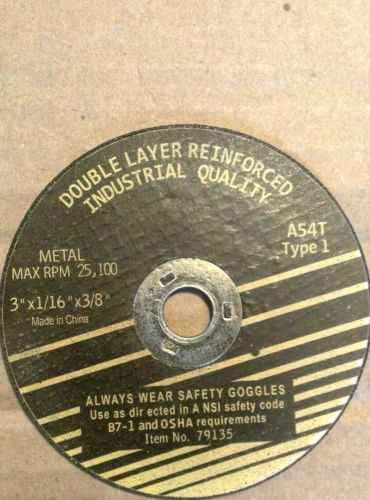 DOUBLE LAYER REINFORCED
INDUSTRIAL QUALITY
A54T
Type 1
METAL
MAX RPM 25,100
3"x1/16"x3/8"
Made in China
ALWAYS WEAR SAFETY GOGGLES
Use as dir ected in A NSI safety code
B7-1 and OSHA requirements
Item No. 79135